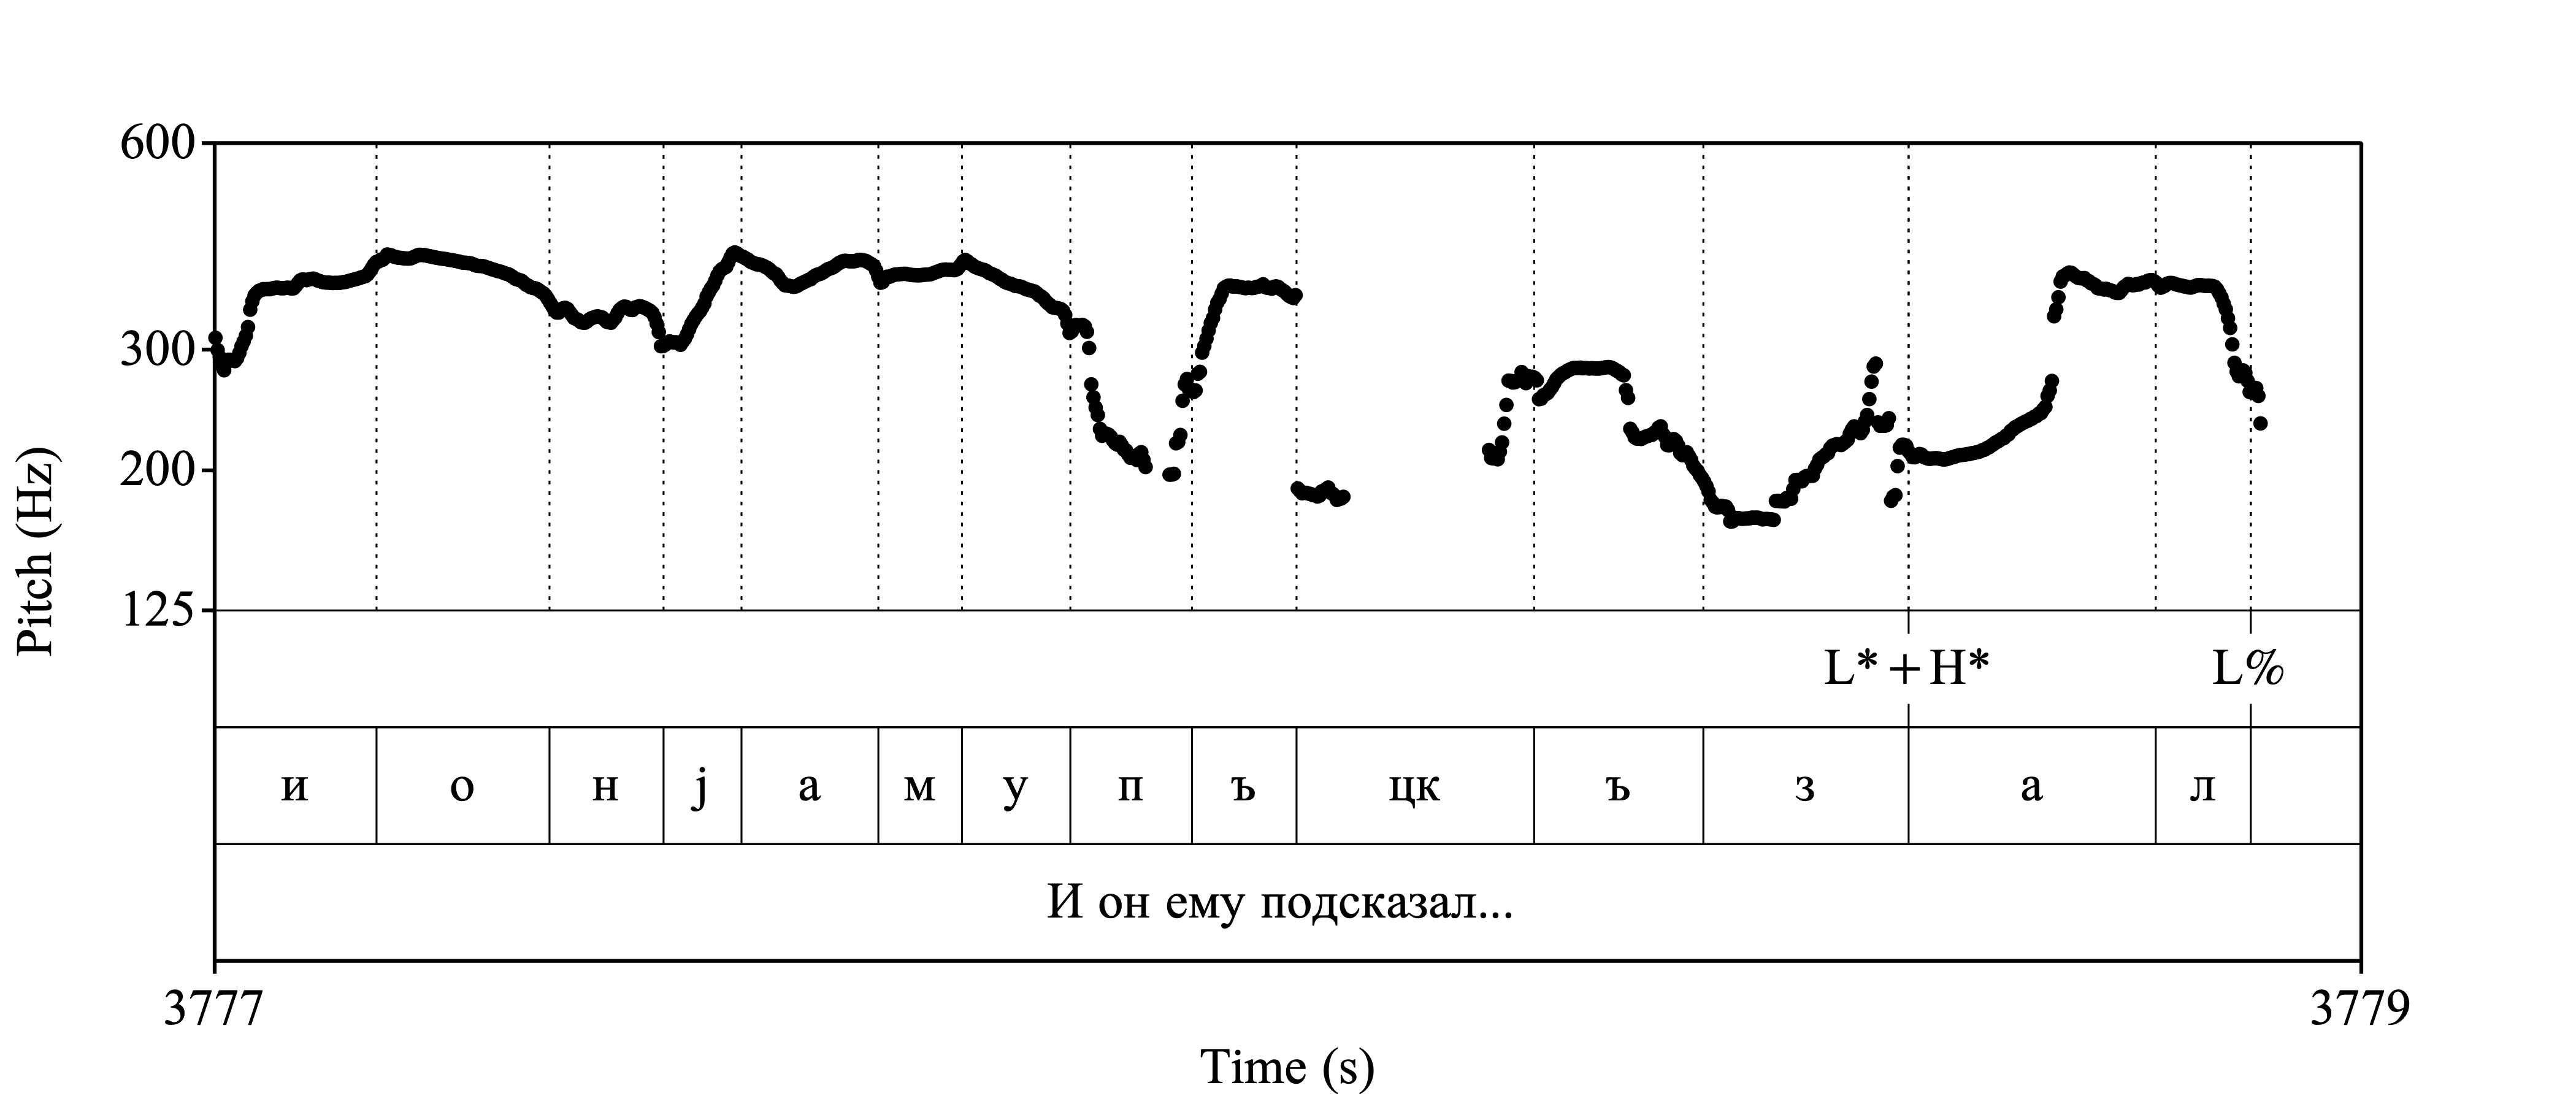 600
300
200
125
Pitch (Hz)
L* + H* L%
и о н j а м у п ъ цк ъ з а л
И он ему подсказал...
3777 3779
Time (s)